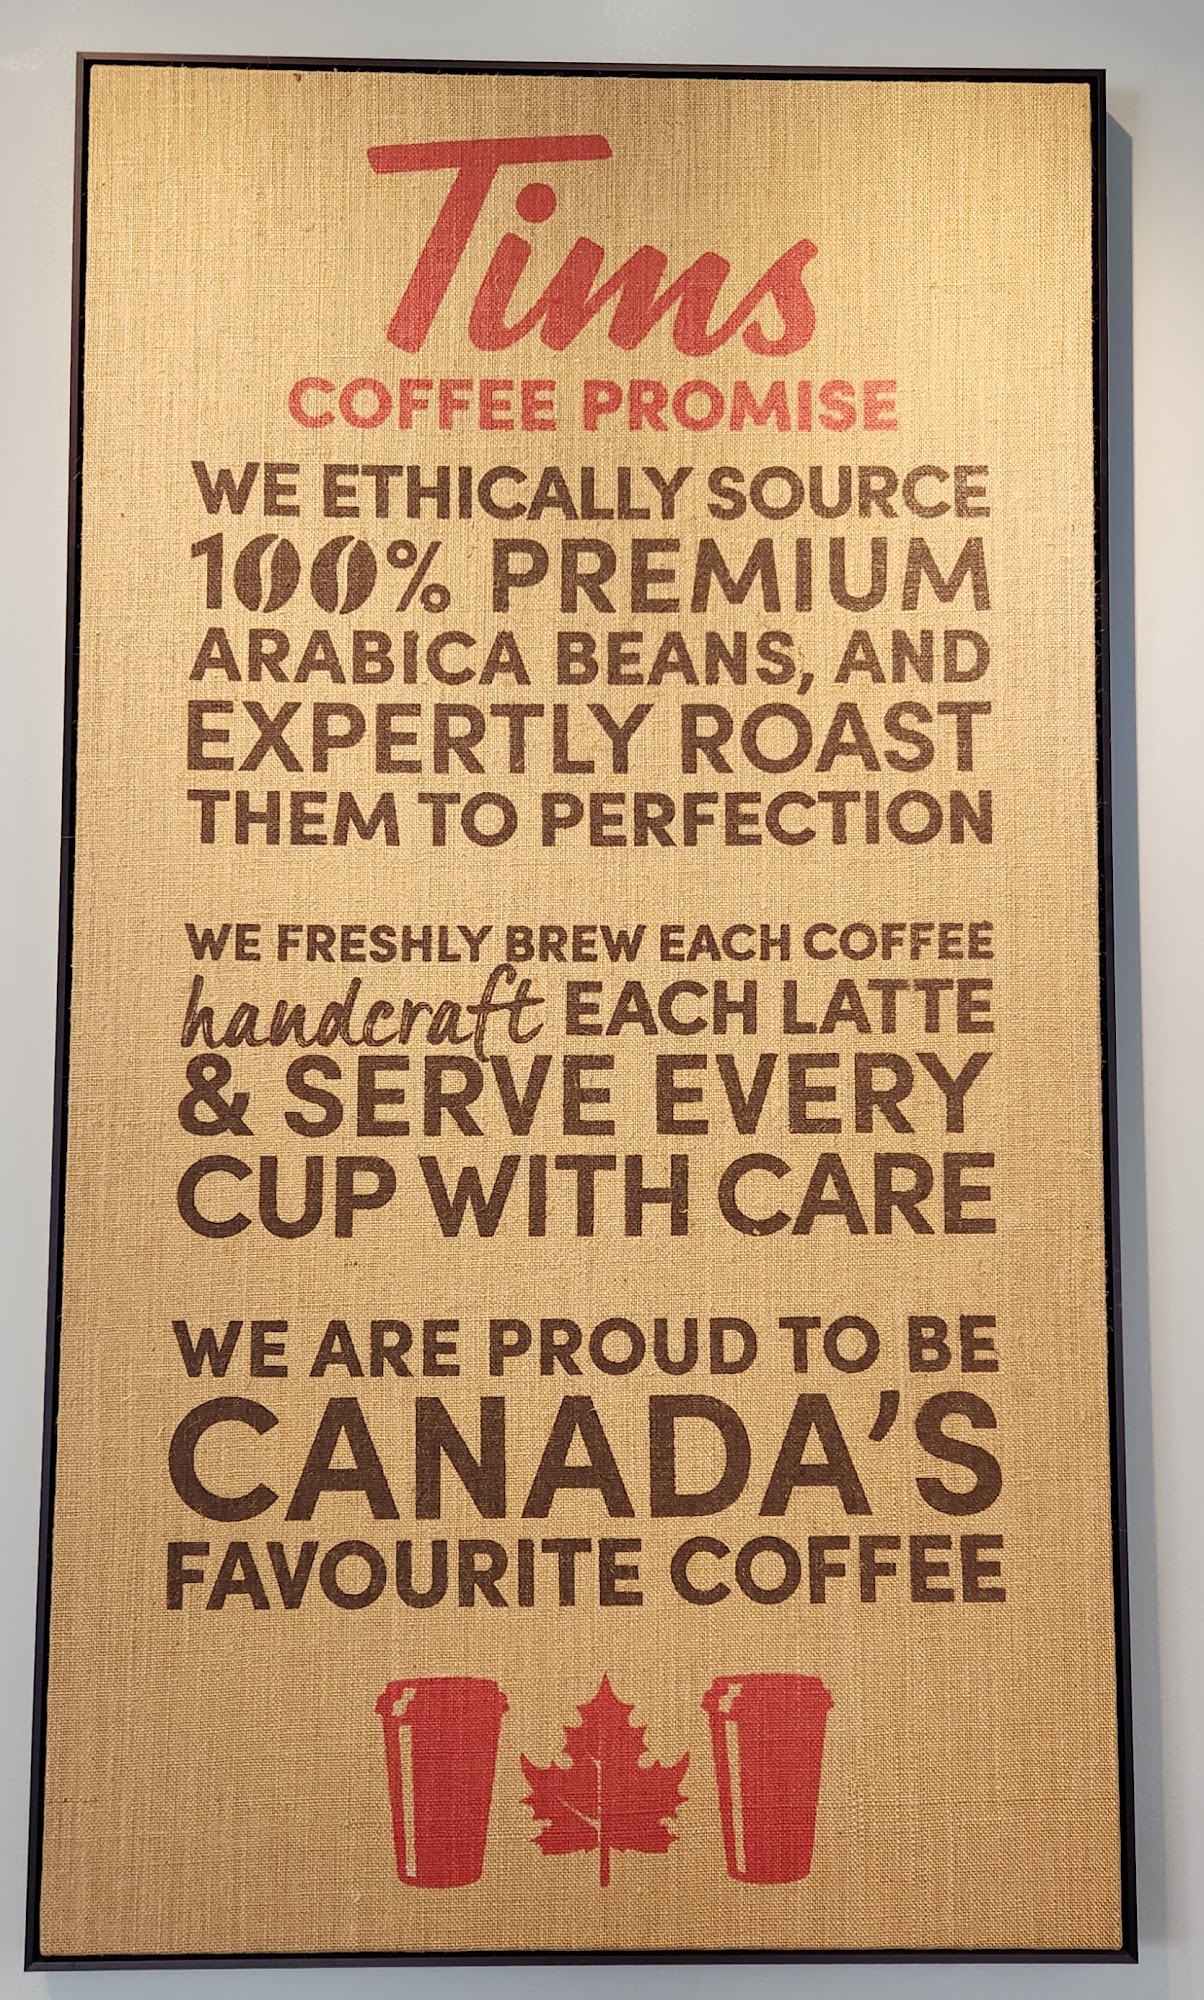 Tims
COFFEE PROMISE
WE ETHICALLY SOURCE
100% PREMIUM
ARABICA BEANS, AND
EXPERTLY ROAST
THEM TO PERFECTION
WE FRESHLY BREW EACH COFFEE
handcraft EACH LATTE
& SERVE EVERY
CUP WITH CARE
WE ARE PROUD TO BE
CANADA'S
FAVOURITE COFFEE